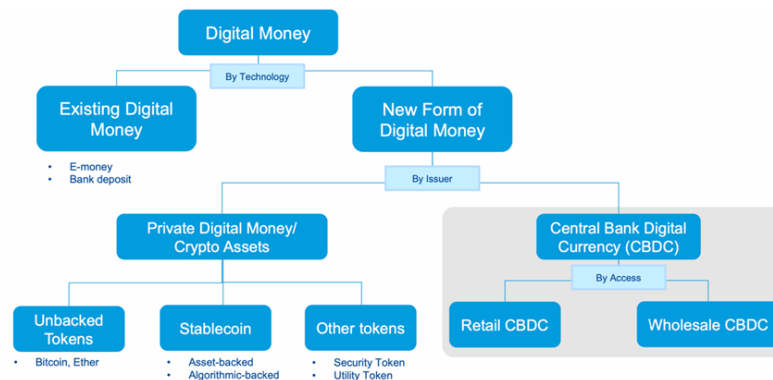 Digital Money
By Technology
Existing Digital
Money
New Form of
Digital Money
• E-money
• Bank deposit
By Issuer
Private Digital Money/
Crypto Assets
Central Bank Digital
Currency (CBDC)
By Access
Unbacked
Tokens
Stablecoin
Other tokens
Retail CBDC
Wholesale CBDC
• Bitcoin, Ether
• Asset-backed
• Algorithmic-backed
• Security Token
• Utility Token